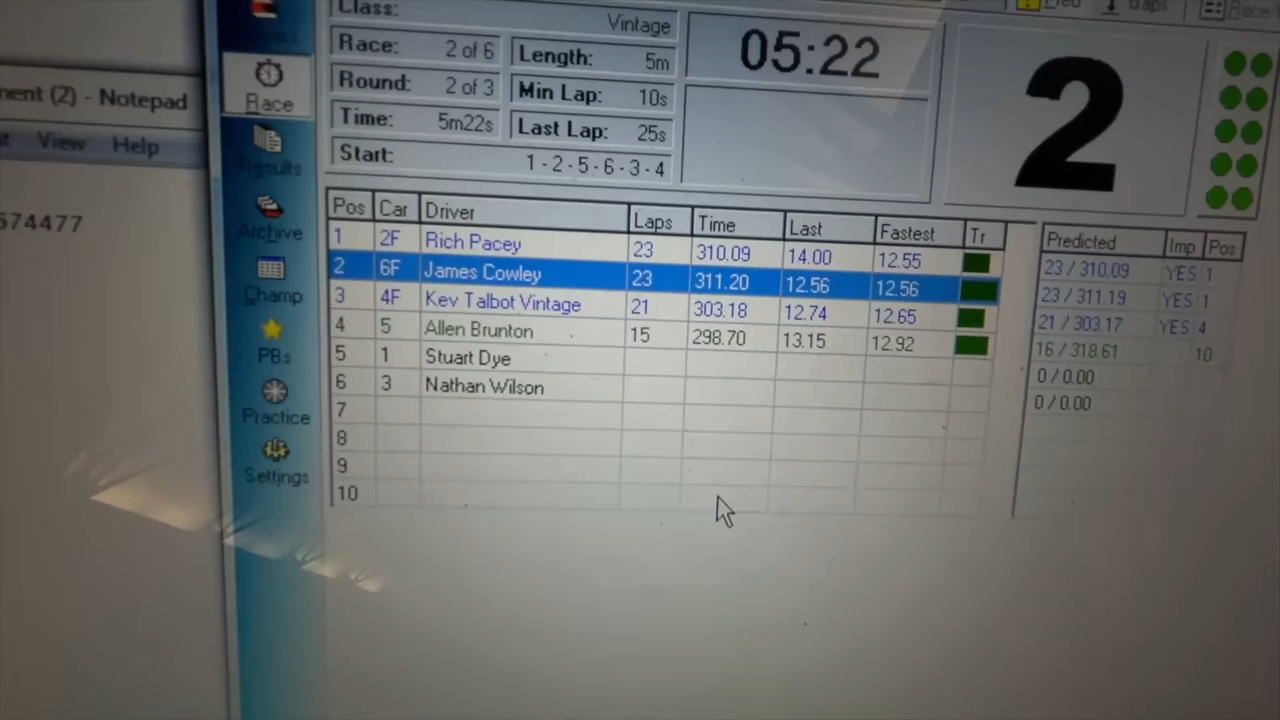 Class: Vintage
Race: 2 of 6 Length: 5m
Round: 2 of 3 Min Lap: 10s
Time: 5m22s Last Lap: 25s
Start: 1 - 2 - 5 - 6 - 3 - 4
05:22
2
Gaps
Race
ment (2) - Notepad
View Help
574477
Race
Results
Archive
Champ
PBs
Practice
Settings
Pos Car Driver Laps Time Last Fastest Tr Predicted Imp Pos
1 2F Rich Pacey 23 310.09 14.00 12.55 23 / 310.09 YES 1
2 6F James Cowley 23 311.20 12.56 12.56 23 / 311.19 YES 1
3 4F Kev Talbot Vintage 21 303.18 12.74 12.65 21 / 303.17 YES 4
4 5 Allen Brunton 15 298.70 13.15 12.92 16 / 318.61 10
5 1 Stuart Dye 0 / 0.00
6 3 Nathan Wilson 0 / 0.00
7
8
9
10